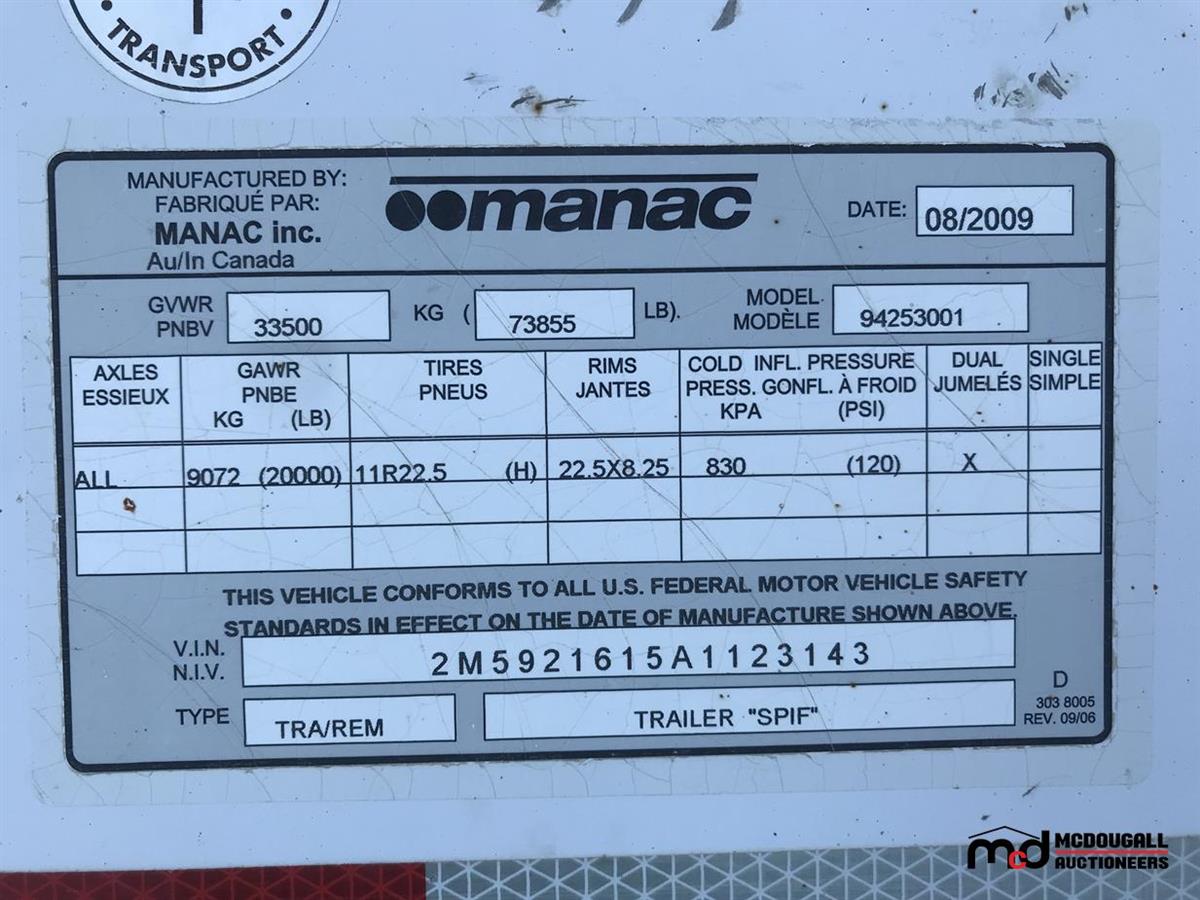 TRANSPORT
MANUFACTURED BY:
FABRIQUÉ PAR:
MANAC inc.
Au/In Canada
manac
DATE: 08/2009
GVWR
PNBV
33500 KG ( 73855 LB).
MODEL
MODÈLE
94253001
AXLES
ESSIEUX
GAWR
PNBE
KG (LB)
TIRES
PNEUS
RIMS
JANTES
COLD INFL. PRESSURE
PRESS. GONFL. À FROID
KPA (PSI)
DUAL
JUMELÉS
SINGLE
SIMPLE
ALL 9072 (20000) 11R22.5 (H) 22.5X8.25 830 (120) X
THIS VEHICLE CONFORMS TO ALL U.S. FEDERAL MOTOR VEHICLE SAFETY
STANDARDS IN EFFECT ON THE DATE OF MANUFACTURE SHOWN ABOVE.
V.I.N.
N.I.V.
2M5921615A1123143
TYPE TRA/REM TRAILER "SPIF"
D
303 8005
REV. 09/06
mcd MCDOUGALL
AUCTIONEERS